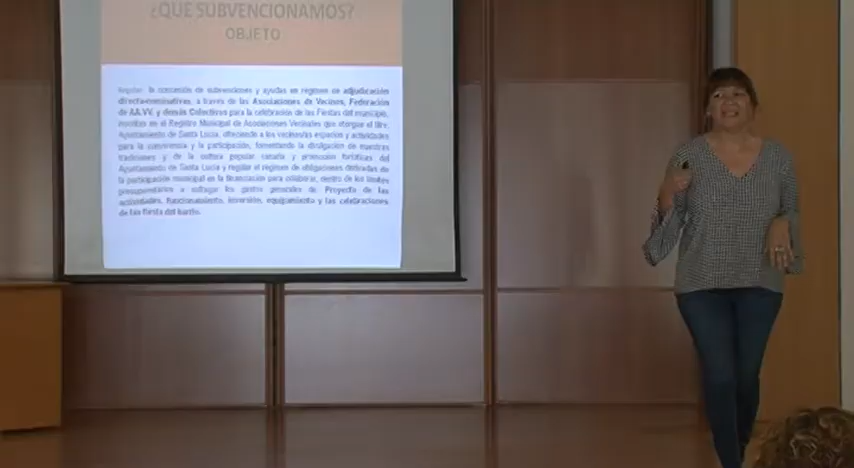 ¿QUÉ SUBVENCIONAMOS?
OBJETO
Regular la concesión de subvenciones y ayudas en régimen de adjudicación
directa-nominativas, a través de las Asociaciones de Vecinos, Federación
de AA.VV. y demás Colectivos para la celebración de las Fiestas del municipio,
inscritos en el Registro Municipal de Asociaciones Vecinales que otorgue el Iltre.
Ayuntamiento de Santa Lucía, ofreciendo a los vecinos/as espacios y actividades
para la convivencia y la participación, fomentando la divulgación de nuestras
tradiciones y de la cultura popular canaria y promoción turísticas del
Ayuntamiento de Santa Lucía y regular el régimen de obligaciones derivadas de
la participación municipal en la financiación para colaborar, dentro de los límites
presupuestarios a sufragar los gastos generales de Proyecto de las
actividades, funcionamiento, inversión, equipamiento y las celebraciones
de las fiesta del barrio.